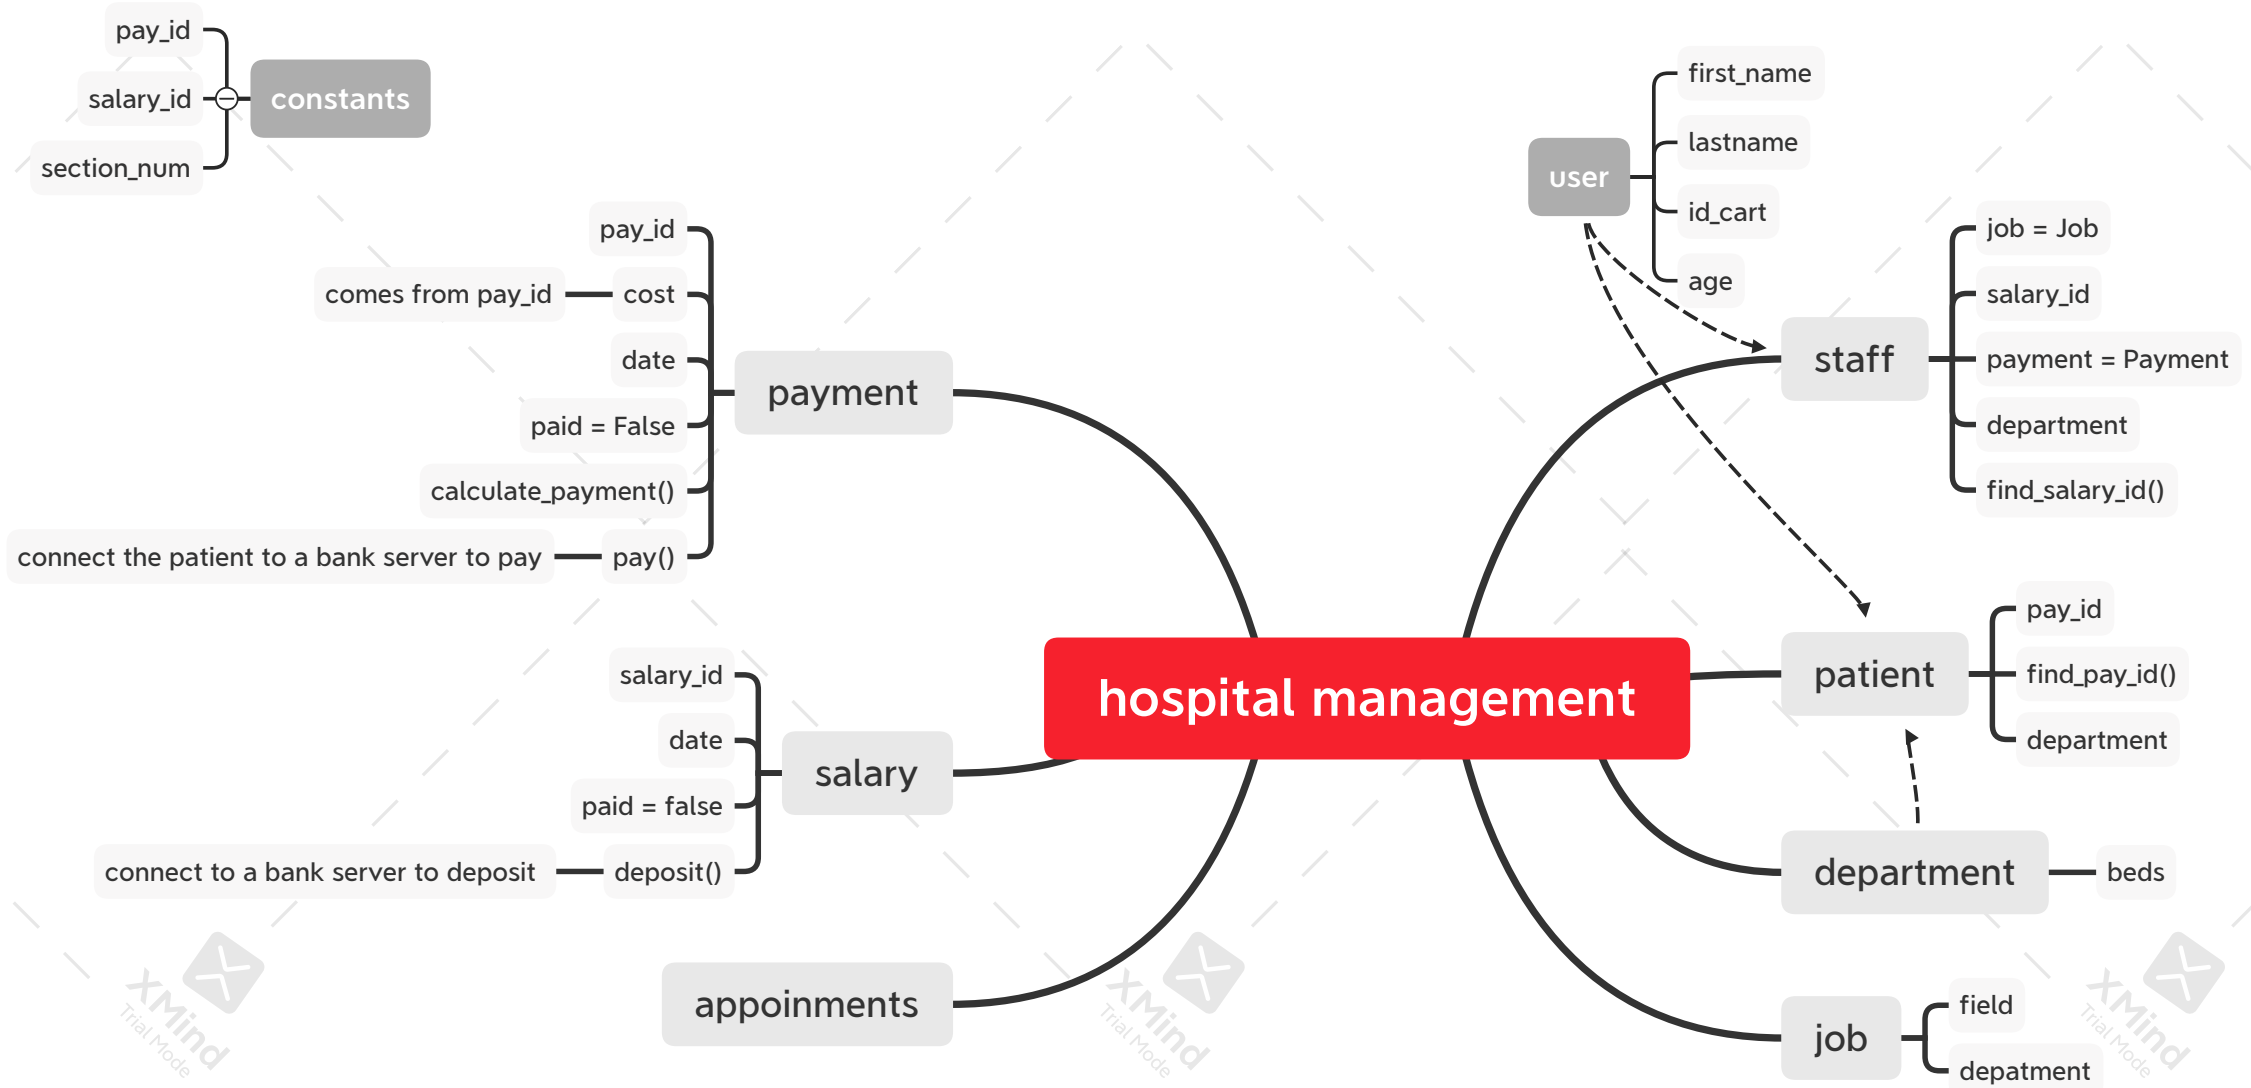 pay_id
salary_id
section_num
constants
pay_id
comes from pay_id
cost
date
paid = False
calculate_payment()
connect the patient to a bank server to pay
pay()
payment
salary_id
date
paid = false
connect to a bank server to deposit
deposit()
salary
appoinments
hospital management
user
first_name
lastname
id_cart
age
staff
job = Job
salary_id
payment = Payment
department
find_salary_id()
patient
pay_id
find_pay_id()
department
department
beds
job
field
depatment
XMind
Trial Mode
XMind
Trial Mode
XMind
Trial Mode